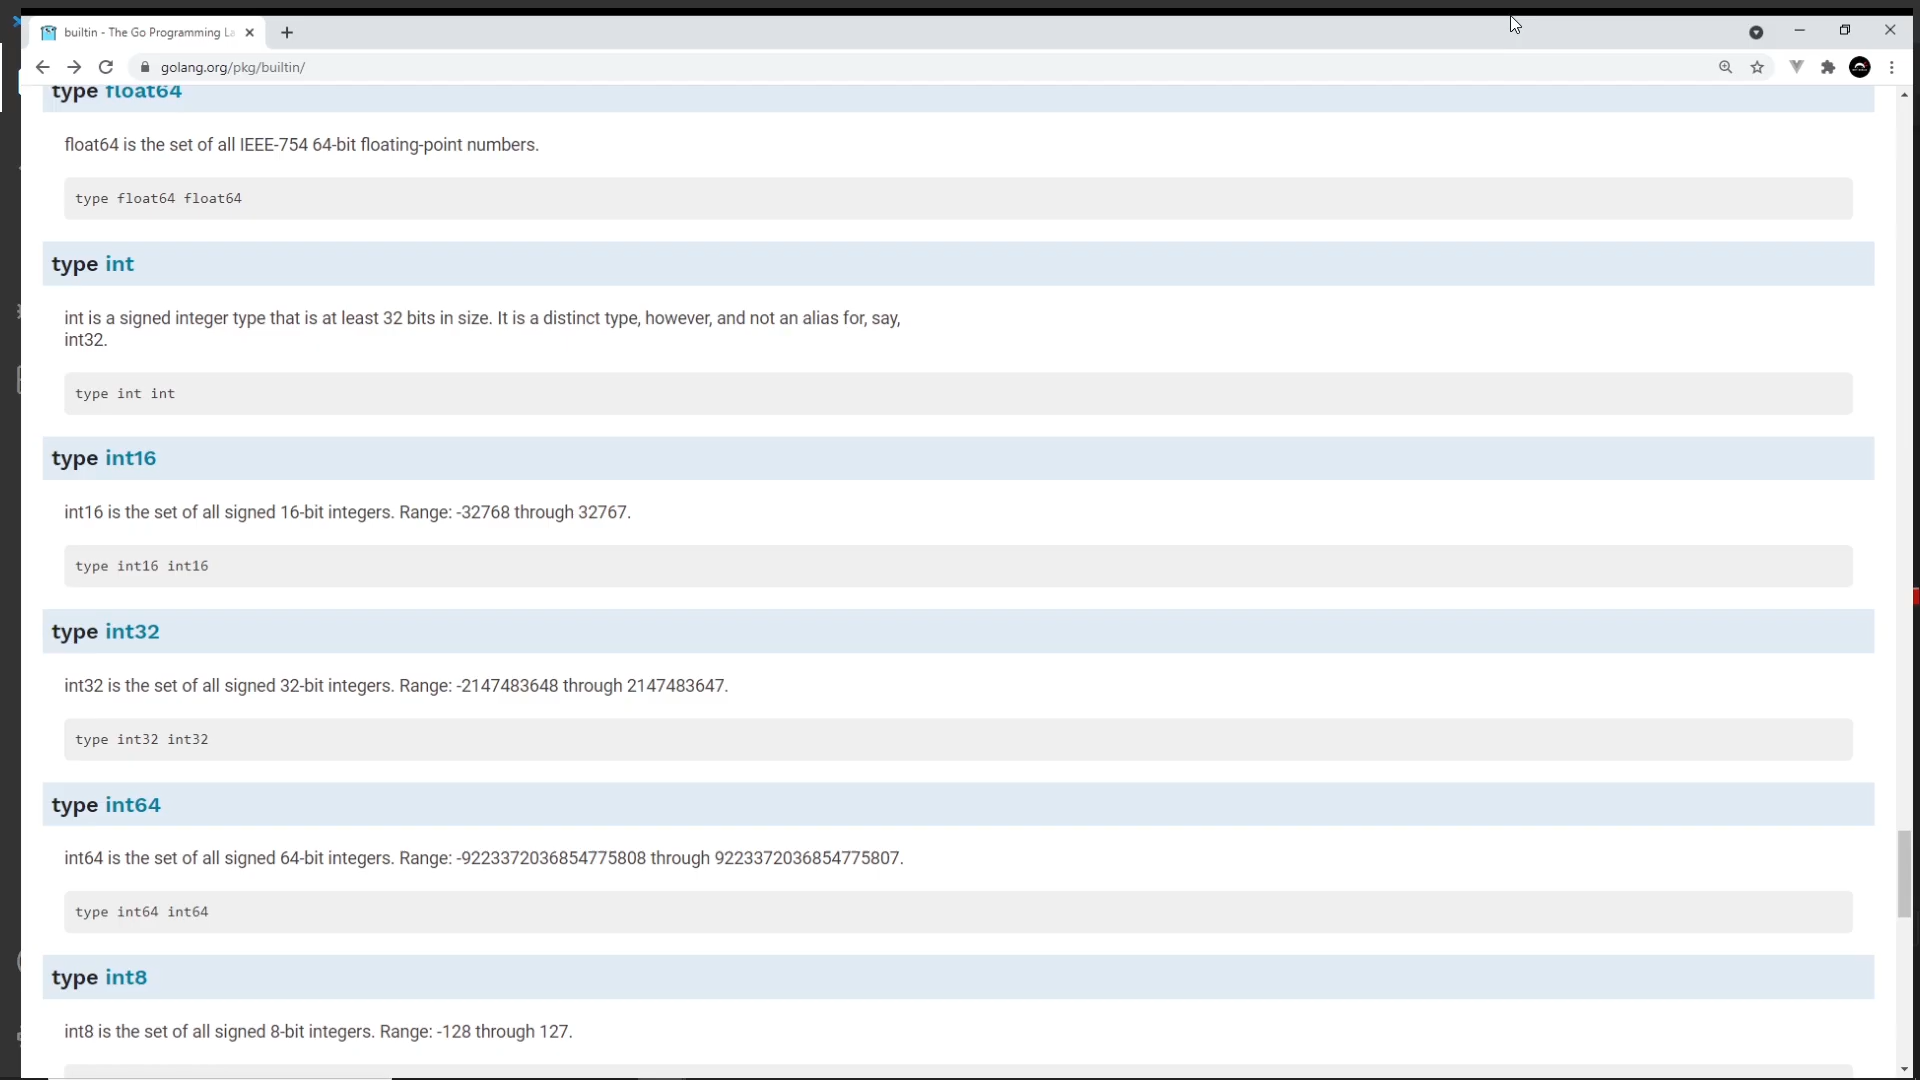 builtin - The Go Programming La
golang.org/pkg/builtin/
type float64
float64 is the set of all IEEE-754 64-bit floating-point numbers.
type float64 float64
type int
int is a signed integer type that is at least 32 bits in size. It is a distinct type, however, and not an alias for, say,
int32.
type int int
type int16
int16 is the set of all signed 16-bit integers. Range: -32768 through 32767.
type int16 int16
type int32
int32 is the set of all signed 32-bit integers. Range: -2147483648 through 2147483647.
type int32 int32
type int64
int64 is the set of all signed 64-bit integers. Range: -9223372036854775808 through 9223372036854775807.
type int64 int64
type int8
int8 is the set of all signed 8-bit integers. Range: -128 through 127.